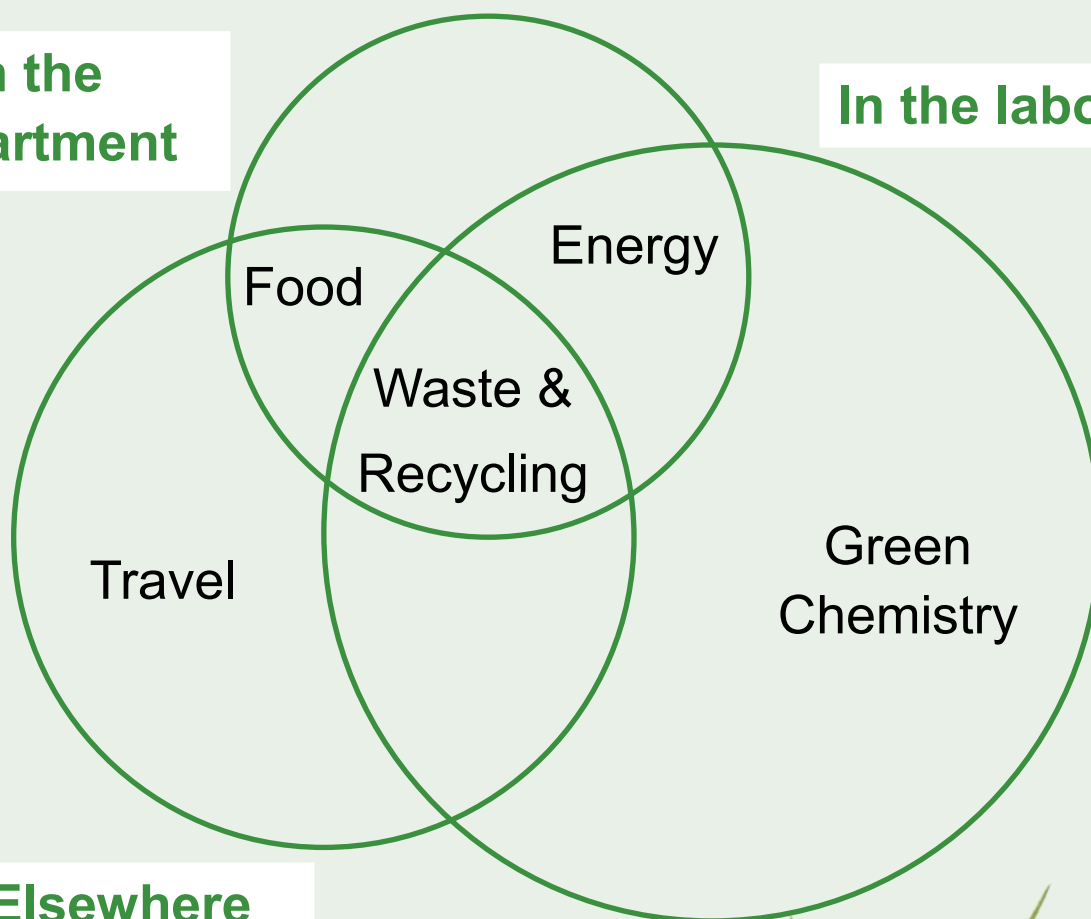 the
artment
In the labo
Energy
Food
Waste &
Recycling
Green
Chemistry
Travel
Elsewhere